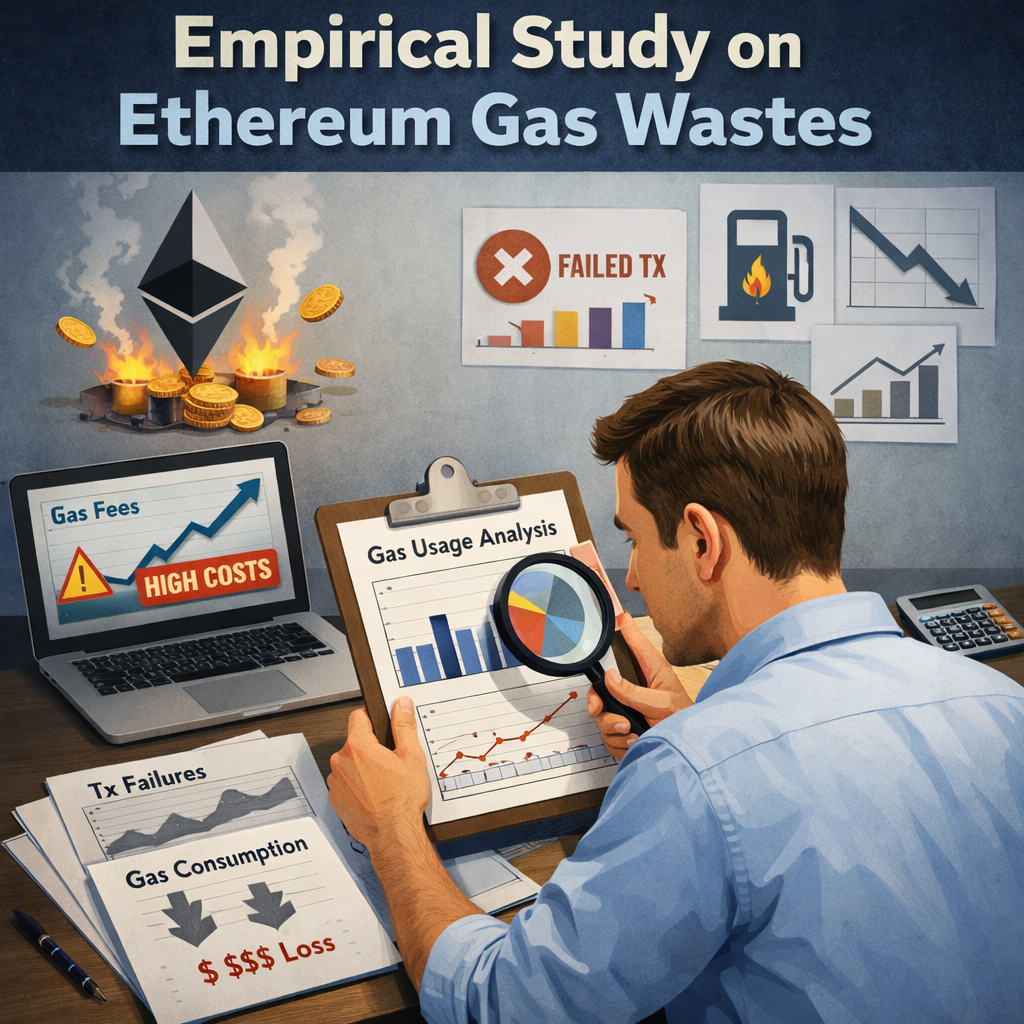 Empirical Study on
Ethereum Gas Wastes
FAILED TX
Gas Fees
HIGH COSTS
Gas Usage Analysis
Tx Failures
Gas Consumption
$ $$$ Loss